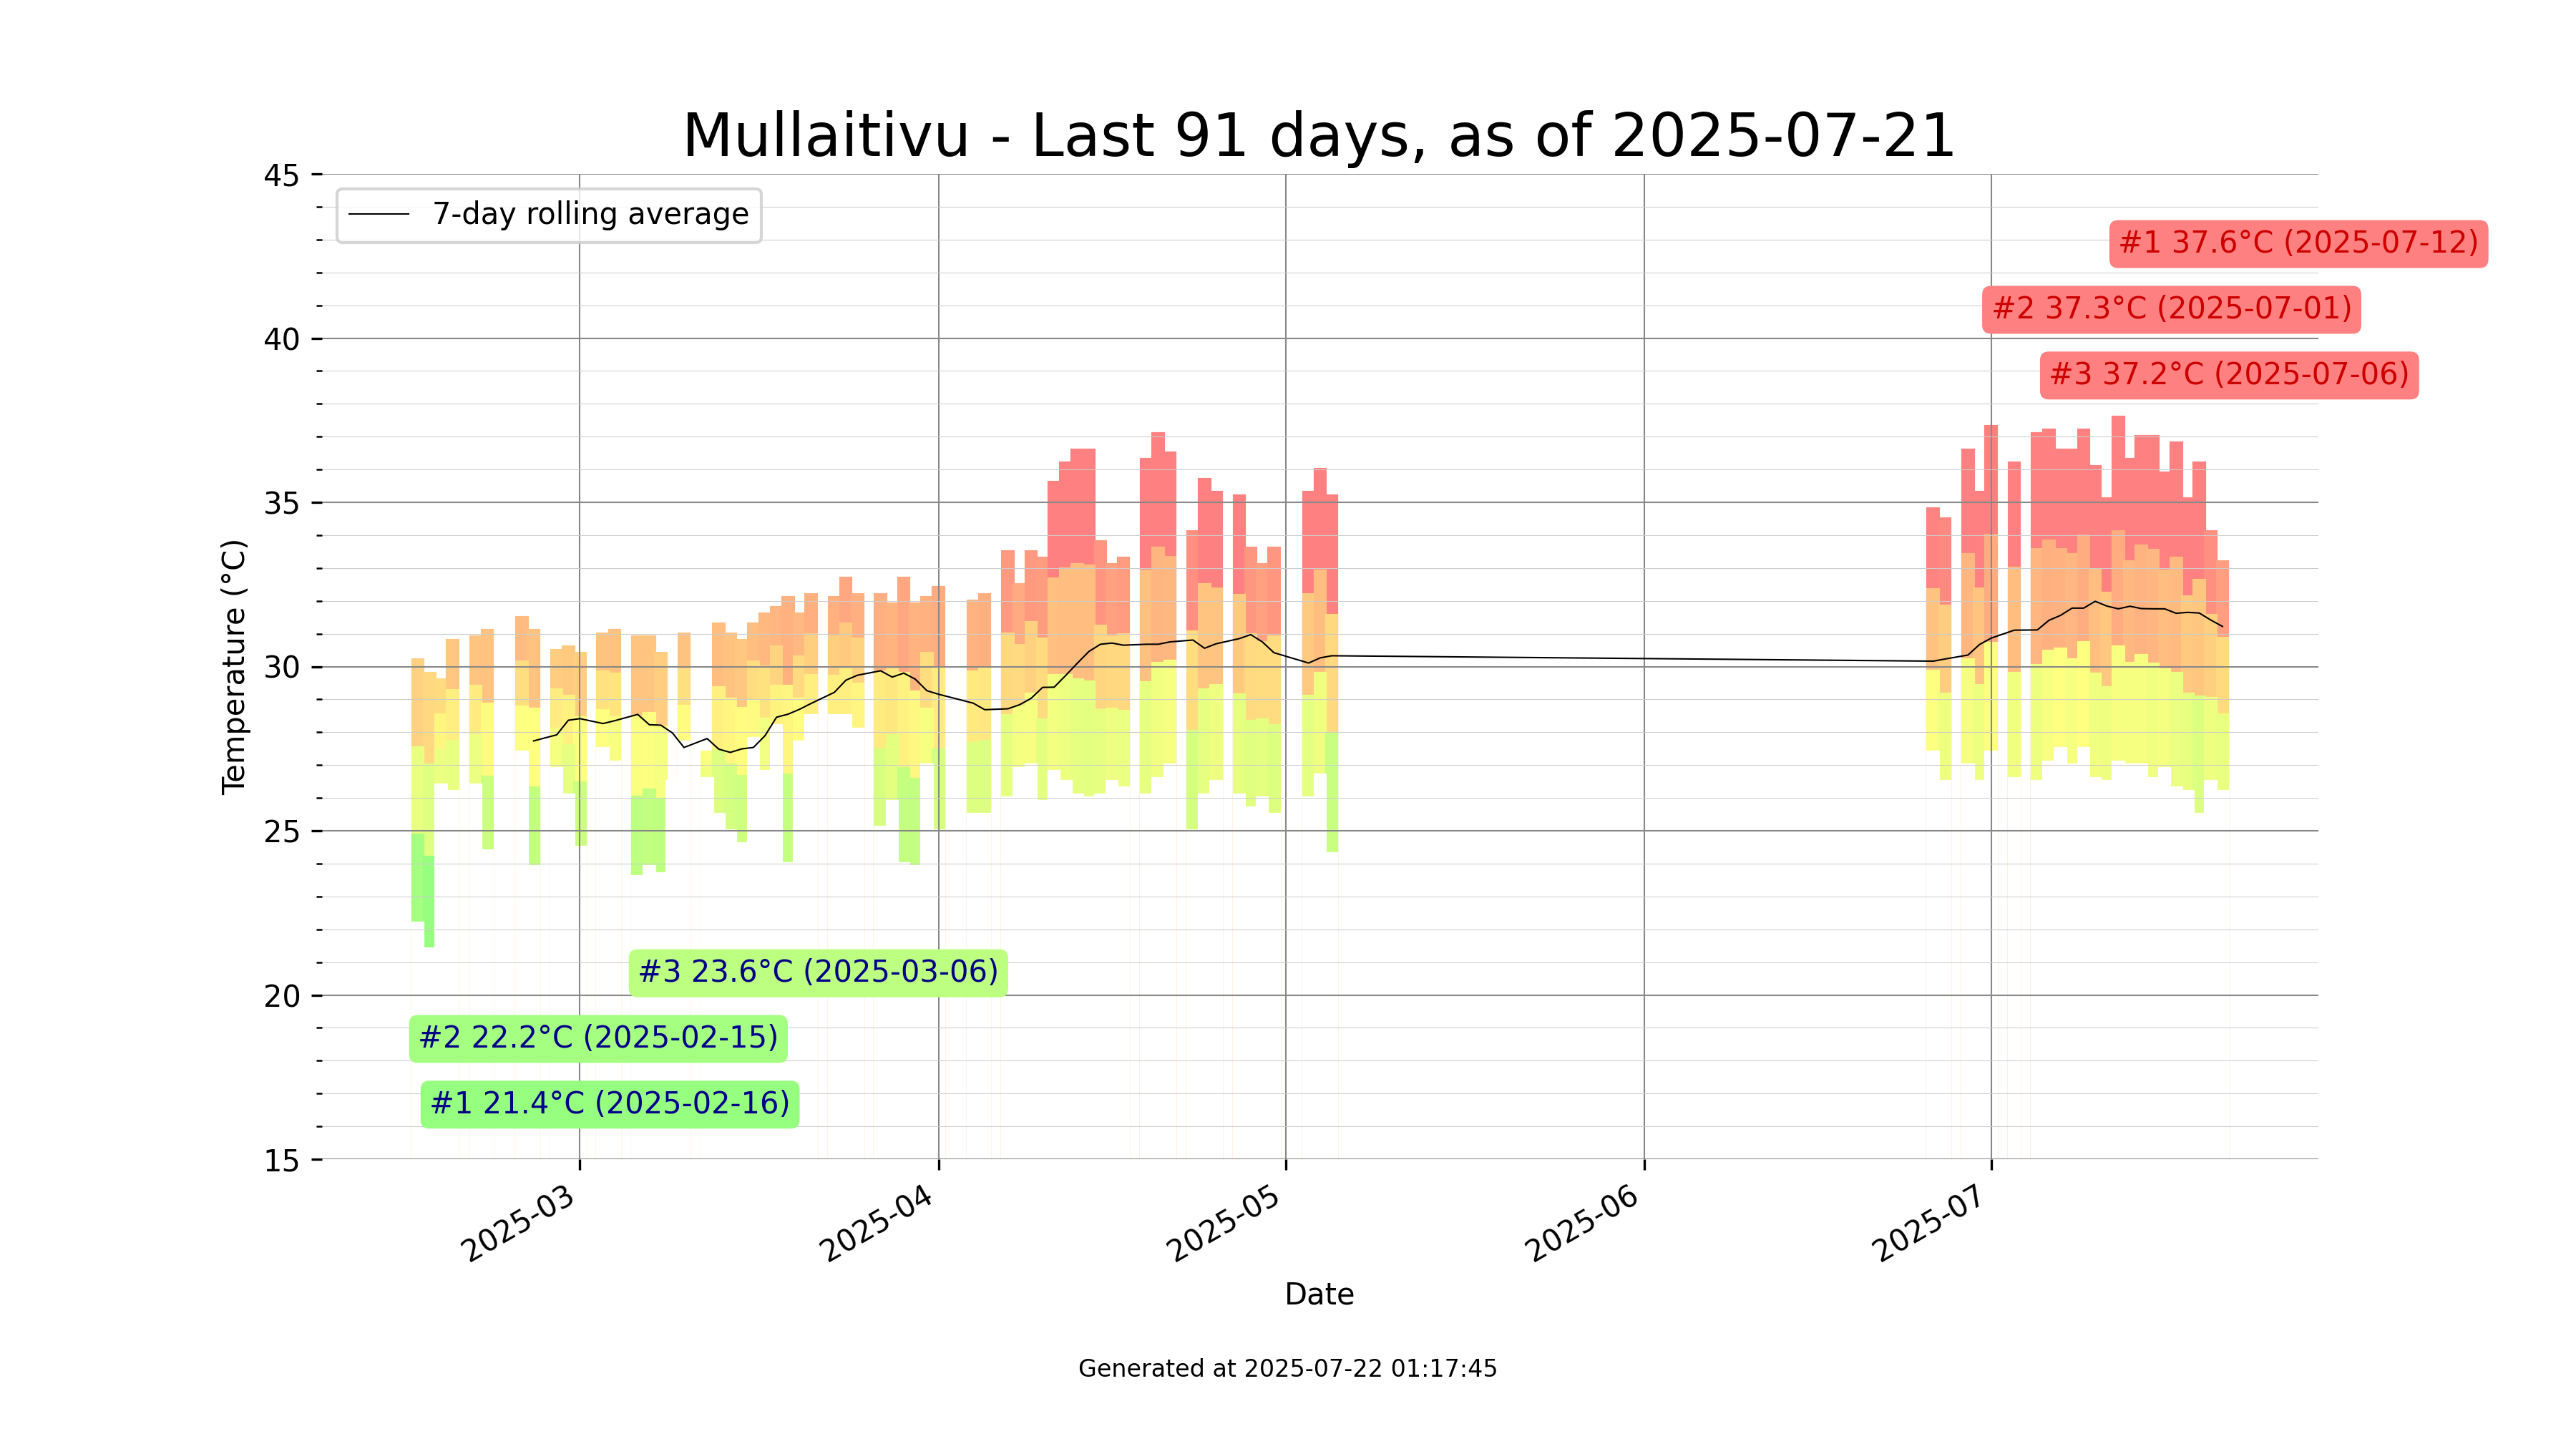 Mullaitivu - Last 91 days, as of 2025-07-21
45
7-day rolling average
#1 37.6°C (2025-07-12)
#2 37.3°C (2025-07-01)
40
#3 37.2°C (2025-07-06)
35
Temperature (°C)
30
25
#3 23.6°C (2025-03-06)
20
#2 22.2°C (2025-02-15)
#1 21.4°C (2025-02-16)
15
2025-03
2025-04
2025-05
2025-06
2025-07
Date
Generated at 2025-07-22 01:17:45